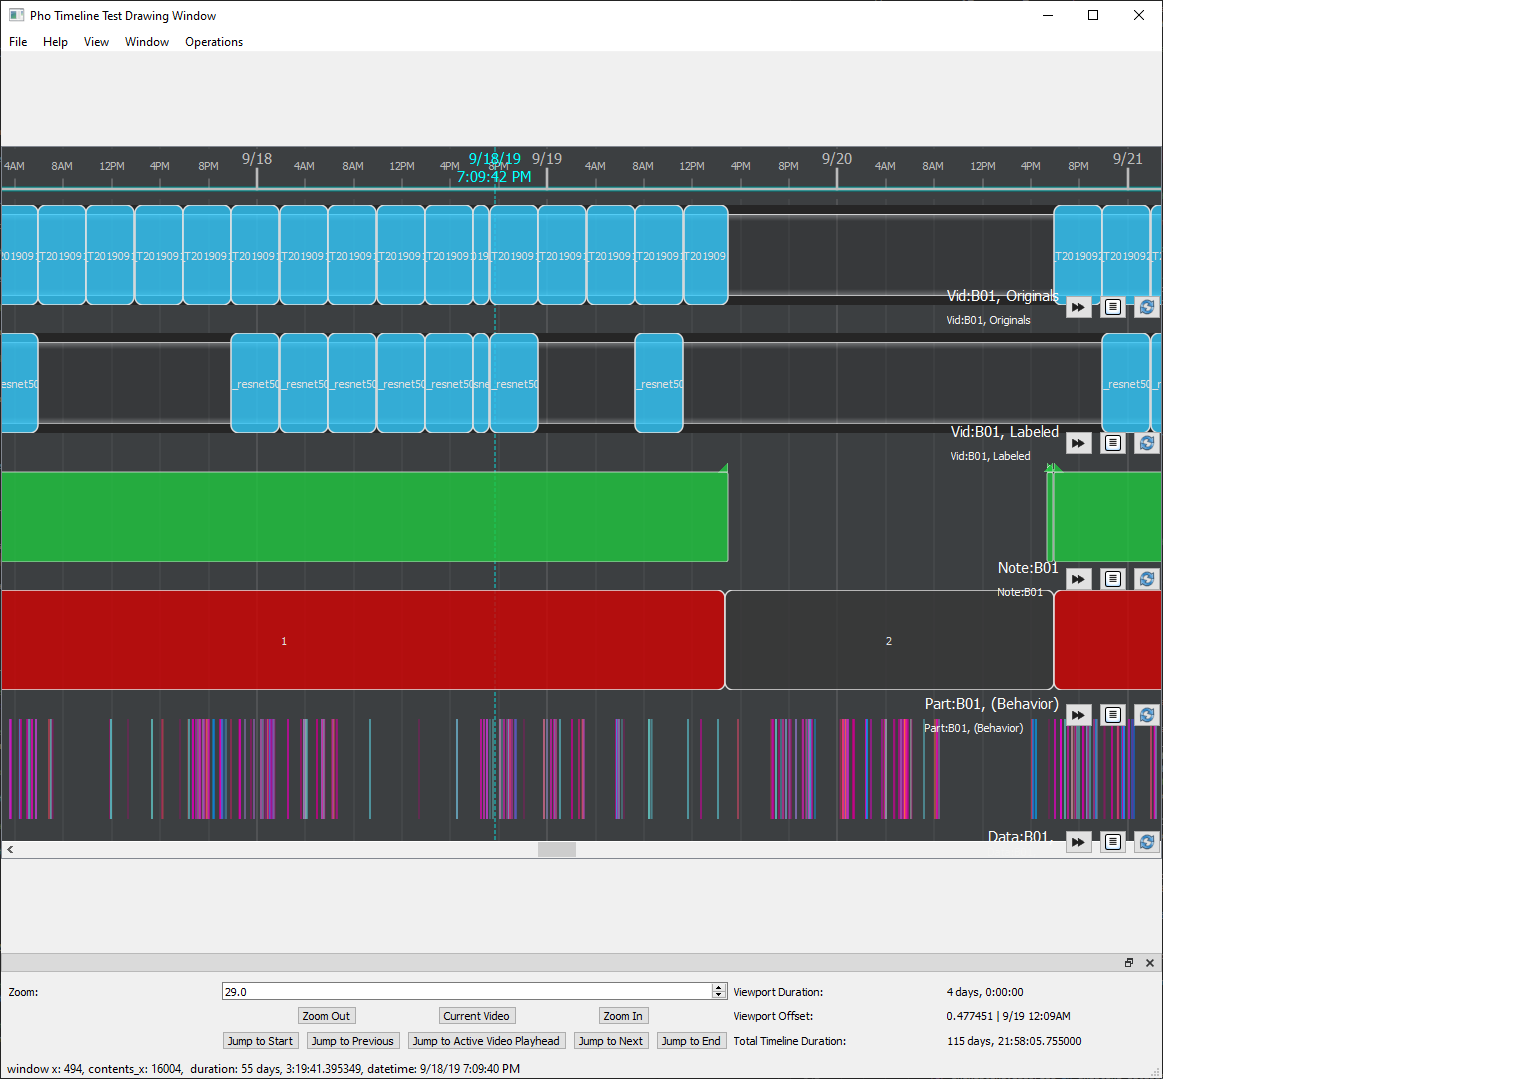 Pho Timeline Test Drawing Window
File Help View Window Operations
9/18 9/18/19 9/19 9/20 9/21
4AM 8AM 12PM 4PM 8PM 4AM 8AM 12PM 4PM 8PM 4AM 8AM 12PM 4PM 8PM 4AM 8AM 12PM 4PM 8PM
7:09:42 PM
T201909 T201909 T201909 T201909 T201909 T201909 T201909 T201909 T201909 T201909 T201909 T201909 T201909 T201909 T201909
Vid:B01, Originals
Vid:B01, Originals
esnet50 _resnet50 _resnet50 _resnet50 _resnet50 _resnet50 sne _resnet50 _resnet50 _resnet50
Vid:B01, Labeled
Vid:B01, Labeled
Note:B01
Note:B01
1 2
Part:B01, (Behavior)
Part:B01, (Behavior)
Data:B01,
Zoom: 29.0 Viewport Duration: 4 days, 0:00:00
Zoom Out Current Video Zoom In Viewport Offset: 0.477451 | 9/19 12:09AM
Jump to Start Jump to Previous Jump to Active Video Playhead Jump to Next Jump to End Total Timeline Duration: 115 days, 21:58:05.755000
window x: 494, contents_x: 16004, duration: 55 days, 3:19:41.395349, datetime: 9/18/19 7:09:40 PM